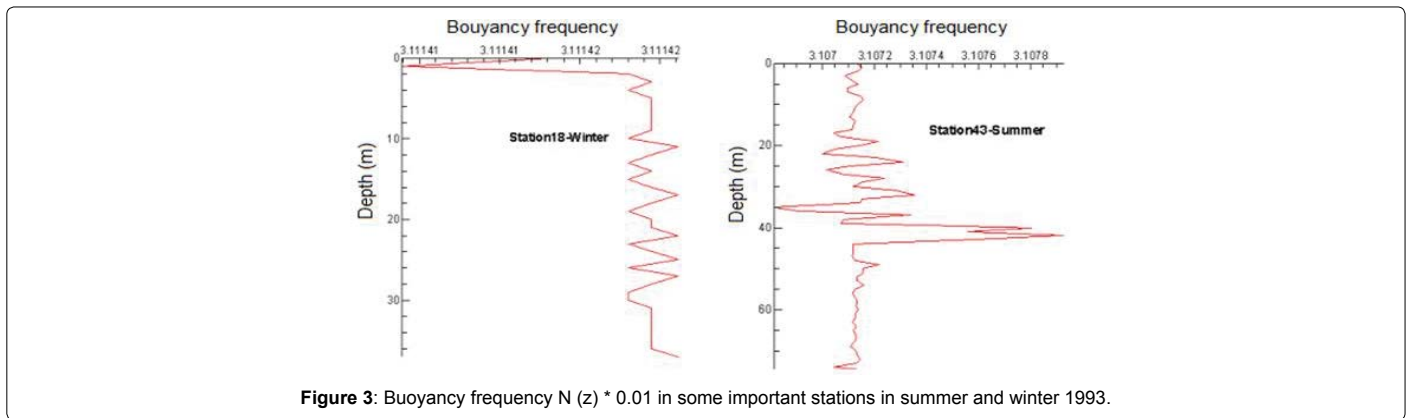 Bouyancy frequency
3.11141 3.11141 3.11142 3.11142
0
10
20
30
Depth (m)
Station18-Winter
Bouyancy frequency
3.107 3.1072 3.1074 3.1076 3.1078
0
20
40
60
Depth (m)
Station43-Summer
Figure 3: Buoyancy frequency N (z) * 0.01 in some important stations in summer and winter 1993.